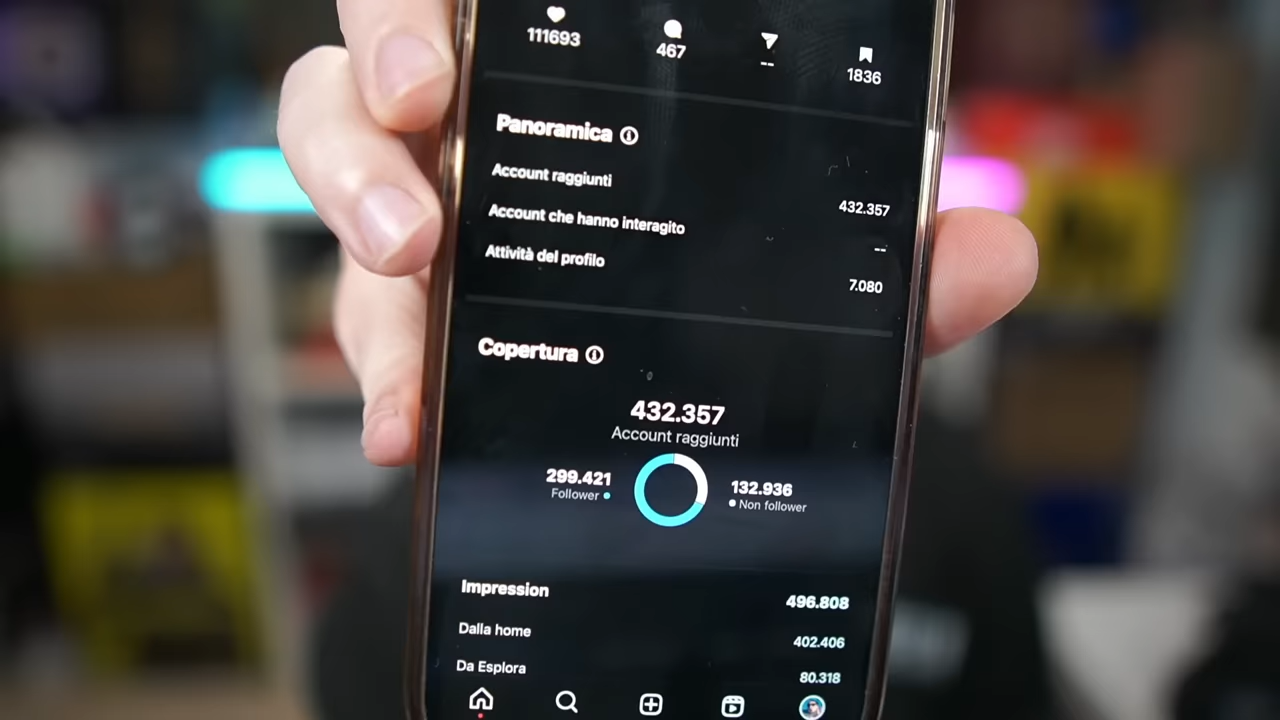 111693
467
--
1836
Panoramica
Account raggiunti
432.357
Account che hanno interagito
--
Attività del profilo
7.080
Copertura
432.357
Account raggiunti
299.421
Follower
132.936
Non follower
Impression
496.808
Dalla home
402.406
Da Esplora
80.318